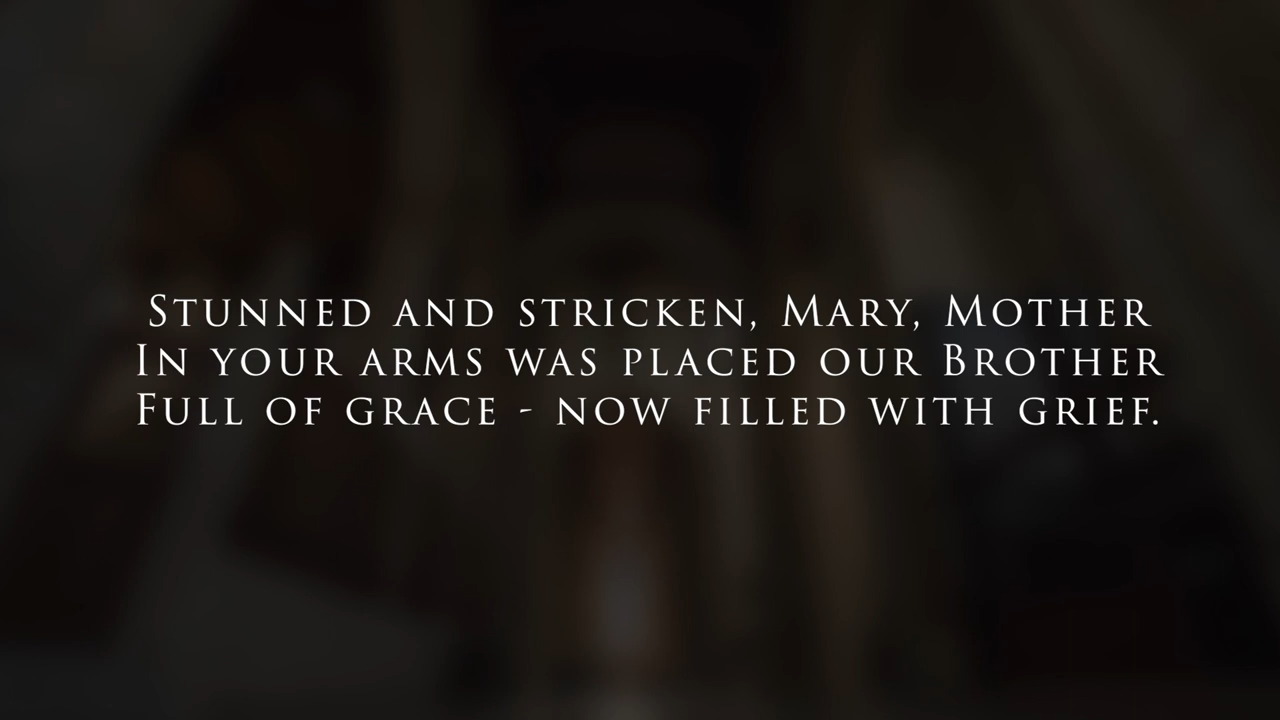 Stunned and stricken, Mary, Mother
In your arms was placed our Brother
Full of grace - now filled with grief.